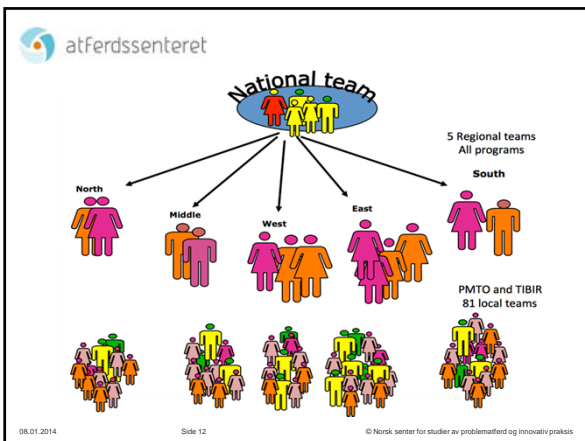 atferdssenteret
National team
5 Regional teams
All programs
North
Middle
West
East
South
PMTO and TIBIR
81 local teams
08.01.2014
Side 12
© Norsk senter for studier av problematferd og innovativ praksis